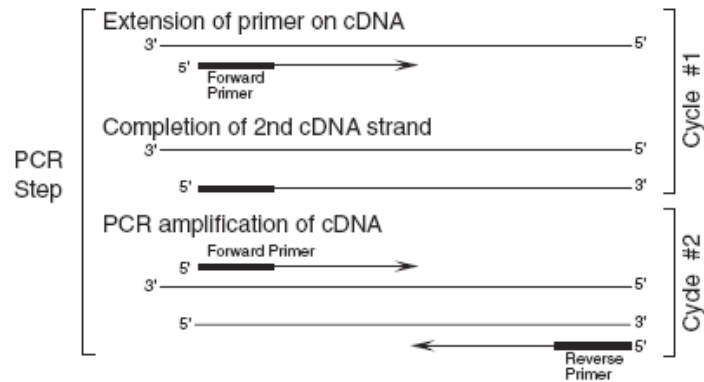 Extension of primer on cDNA
3' 5'
5'
Forward
Primer
Cycle #1
Completion of 2nd cDNA strand
3' 5'
PCR
Step
5' 3'
PCR amplification of cDNA
Forward Primer
5'
3' 5'
Cycle #2
5' 3'
5'
Reverse
Primer